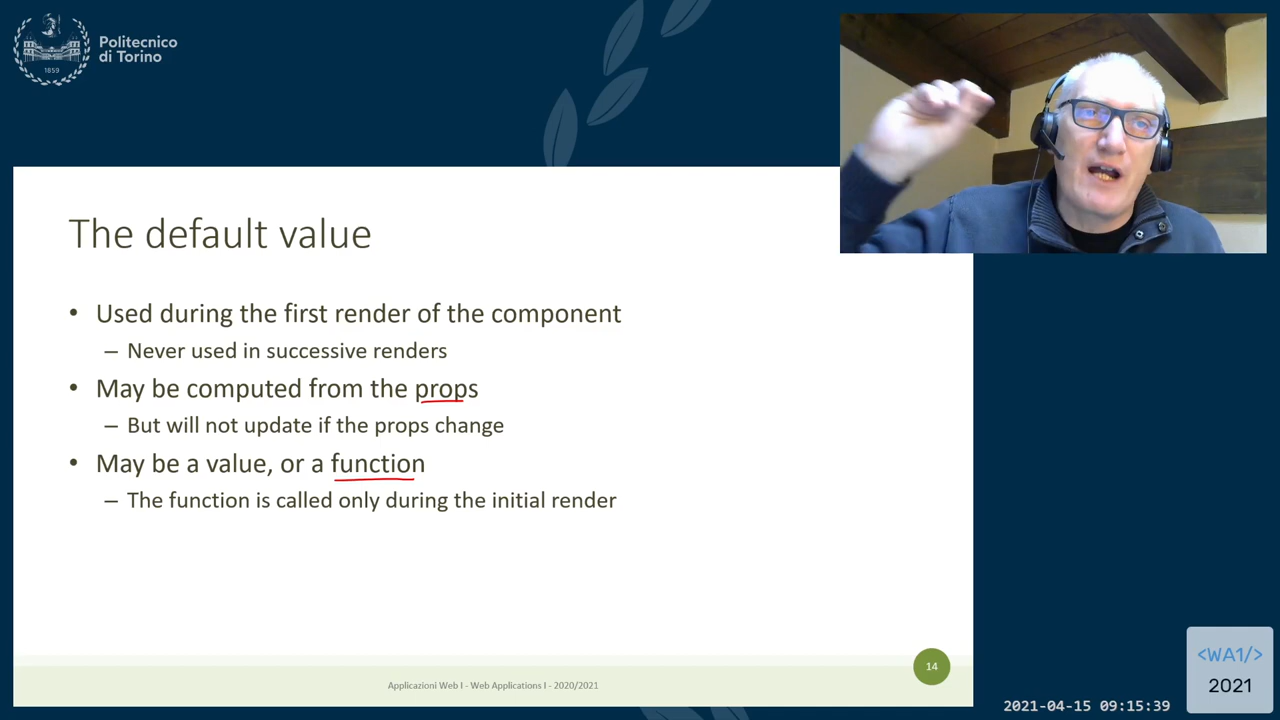 Politecnico
di Torino
1859
The default value
• Used during the first render of the component
– Never used in successive renders
• May be computed from the props
– But will not update if the props change
• May be a value, or a function
– The function is called only during the initial render
14
Applicazioni Web I - Web Applications I - 2020/2021
<WA1/>
2021
2021-04-15 09:15:39